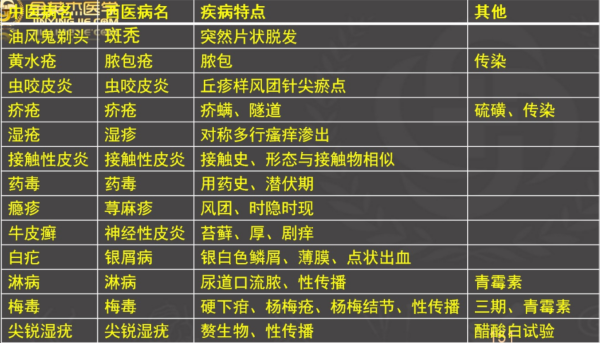 中医病名 西医病名 疾病特点 其他
油风鬼剃头 斑秃 突然片状脱发
黄水疮 脓包疮 脓包 传染
虫咬皮炎 虫咬皮炎 丘疹样风团针尖瘀点
疥疮 疥疮 疥螨、隧道 硫磺、传染
湿疮 湿疹 对称多行瘙痒渗出
接触性皮炎 接触性皮炎 接触史、形态与接触物相似
药毒 药毒 用药史、潜伏期
瘾疹 荨麻疹 风团、时隐时现
牛皮癣 神经性皮炎 苔藓、厚、剧痒
白疕 银屑病 银白色鳞屑、薄膜、点状出血
淋病 淋病 尿道口流脓、性传播 青霉素
梅毒 梅毒 硬下疳、杨梅疮、杨梅结节、性传播 三期、青霉素
尖锐湿疣 尖锐湿疣 赘生物、性传播 醋酸白试验
151